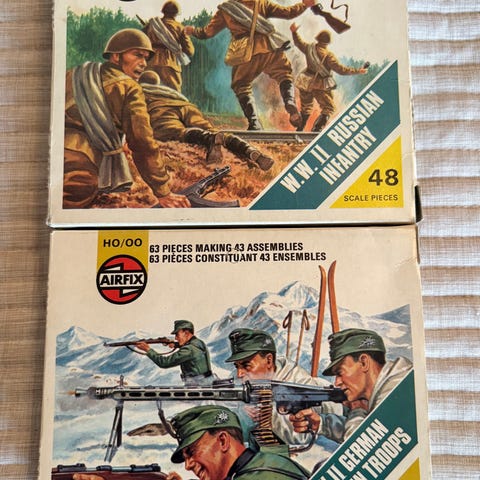 W.W. II RUSSIAN
INFANTRY
48
SCALE PIECES
HO/OO
63 PIECES MAKING 43 ASSEMBLIES
63 PIÈCES CONSTITUANT 43 ENSEMBLES
AIRFIX
II GERMAN
TROOPS